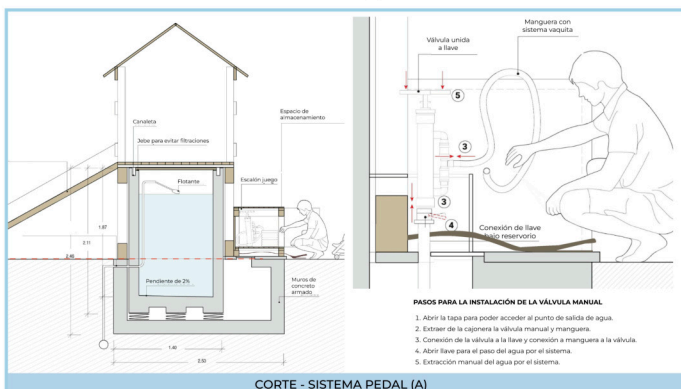 Canaleta
Jebe para evitar filtraciones
Flotante
Espacio de
almacenamiento
Escalón juego
1.67
2.11
2.46
Pendiente de 2%
Muros de
concreto
armado
1.40
2.50
Válvula unida
a llave
Manguera con
sistema vaquita
5
3
3
4
Conexión de llave
bajo reservorio
PASOS PARA LA INSTALACIÓN DE LA VÁLVULA MANUAL
1. Abrir la tapa para poder acceder al punto de salida de agua.
2. Extraer de la cajonera la válvula manual y manguera.
3. Conexión de la válvula a la llave y conexión a manguera a la válvula.
4. Abrir llave para el paso del agua por el sistema.
5. Extracción manual del agua por el sistema.
CORTE - SISTEMA PEDAL (A)